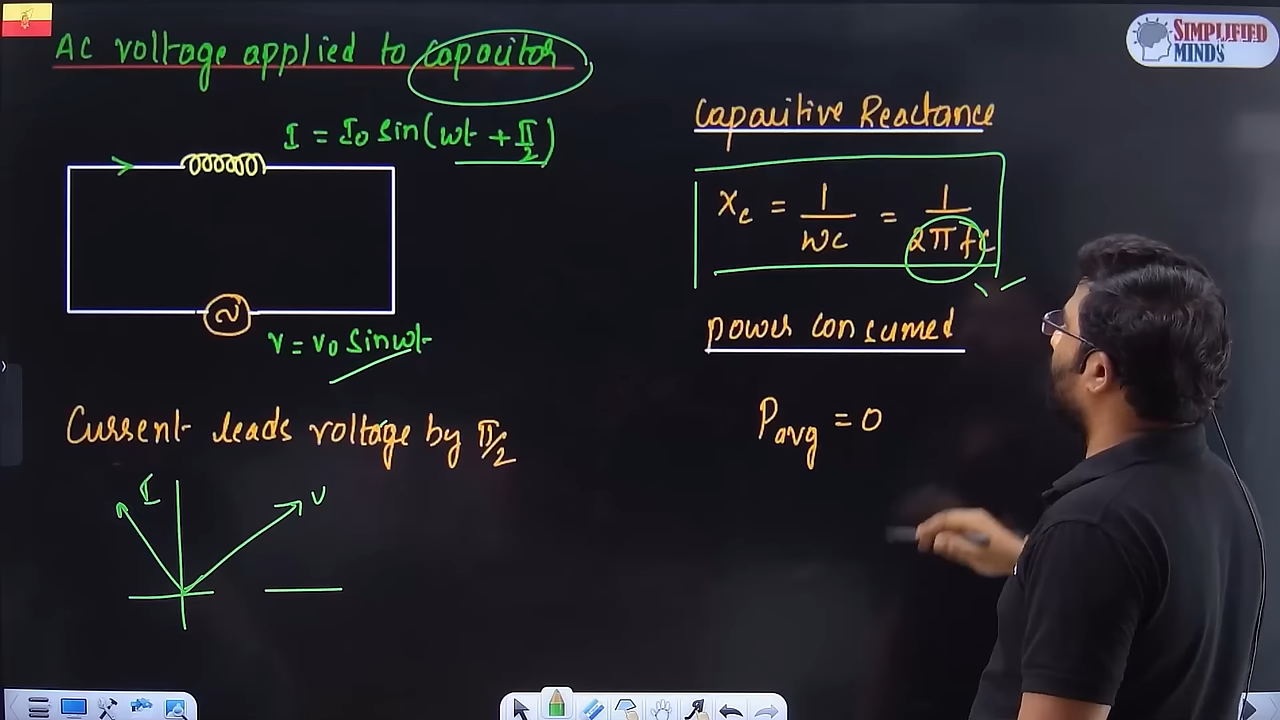 AC voltage applied to capacitor
SIMPLIFIED
MINDS
I = I₀ sin(ωt + π/2)
V = V₀ sinωt
Current leads voltage by π/2
I
V
Capacitive Reactance
Xc = 1/ωc = 1/2πfc
power consumed
Pavg = 0